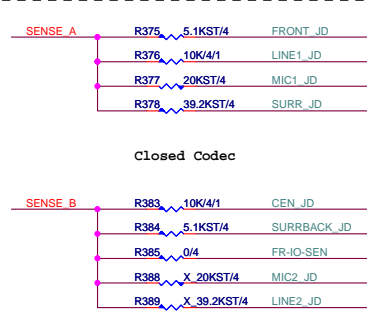 SENSE_A R375 5.1KST/4 FRONT_JD
R376 10K/4/1 LINE1_JD
R377 20KST/4 MIC1_JD
R378 39.2KST/4 SURR_JD
Closed Codec
SENSE_B R383 10K/4/1 CEN_JD
R384 5.1KST/4 SURRBACK_JD
R385 0/4 FR-IO-SEN
R388 X_20KST/4 MIC2_JD
R389 X_39.2KST/4 LINE2_JD